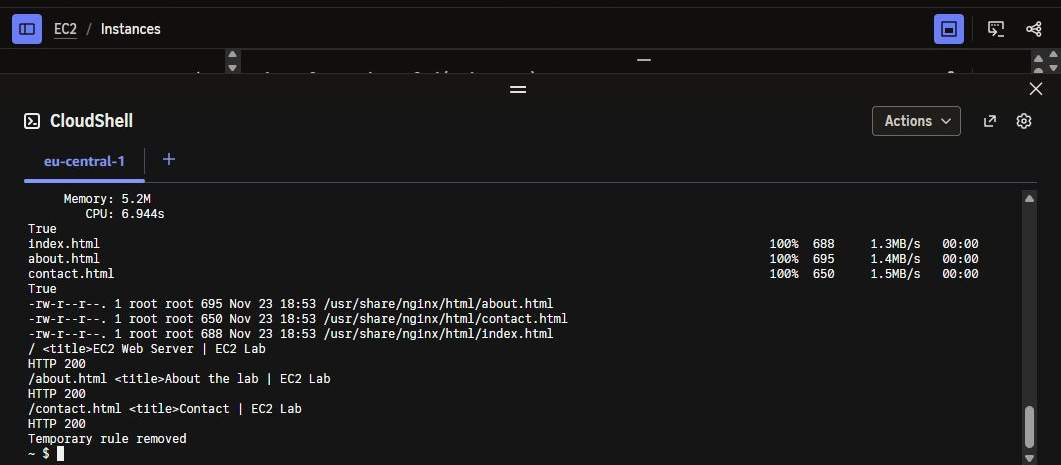 EC2 / Instances
CloudShell
Actions
eu-central-1 +
Memory: 5.2M
CPU: 6.944s
True
index.html 100% 688 1.3MB/s 00:00
about.html 100% 695 1.4MB/s 00:00
contact.html 100% 650 1.5MB/s 00:00
True
-rw-r--r--. 1 root root 695 Nov 23 18:53 /usr/share/nginx/html/about.html
-rw-r--r--. 1 root root 650 Nov 23 18:53 /usr/share/nginx/html/contact.html
-rw-r--r--. 1 root root 688 Nov 23 18:53 /usr/share/nginx/html/index.html
/ <title>EC2 Web Server | EC2 Lab
HTTP 200
/about.html <title>About the lab | EC2 Lab
HTTP 200
/contact.html <title>Contact | EC2 Lab
HTTP 200
Temporary rule removed
~ $